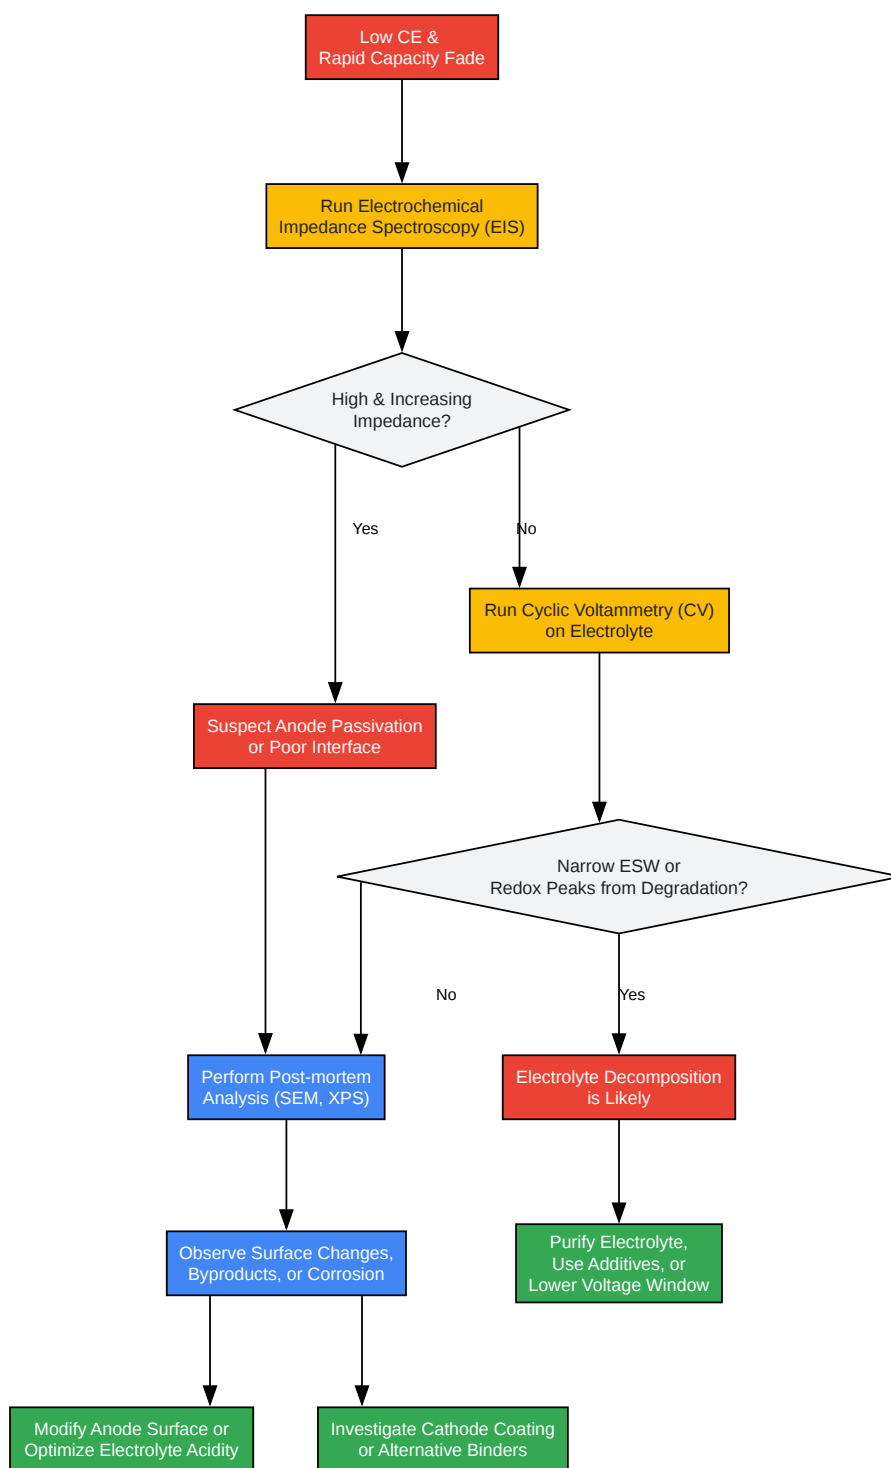 Low CE &
Rapid Capacity Fade
Run Electrochemical
Impedance Spectroscopy (EIS)
High & Increasing
Impedance?
Yes
No
Run Cyclic Voltammetry (CV)
on Electrolyte
Suspect Anode Passivation
or Poor Interface
Narrow ESW or
Redox Peaks from Degradation?
No
Yes
Perform Post-mortem
Analysis (SEM, XPS)
Electrolyte Decomposition
is Likely
Observe Surface Changes,
Byproducts, or Corrosion
Purify Electrolyte,
Use Additives, or
Lower Voltage Window
Modify Anode Surface or
Optimize Electrolyte Acidity
Investigate Cathode Coating
or Alternative Binders